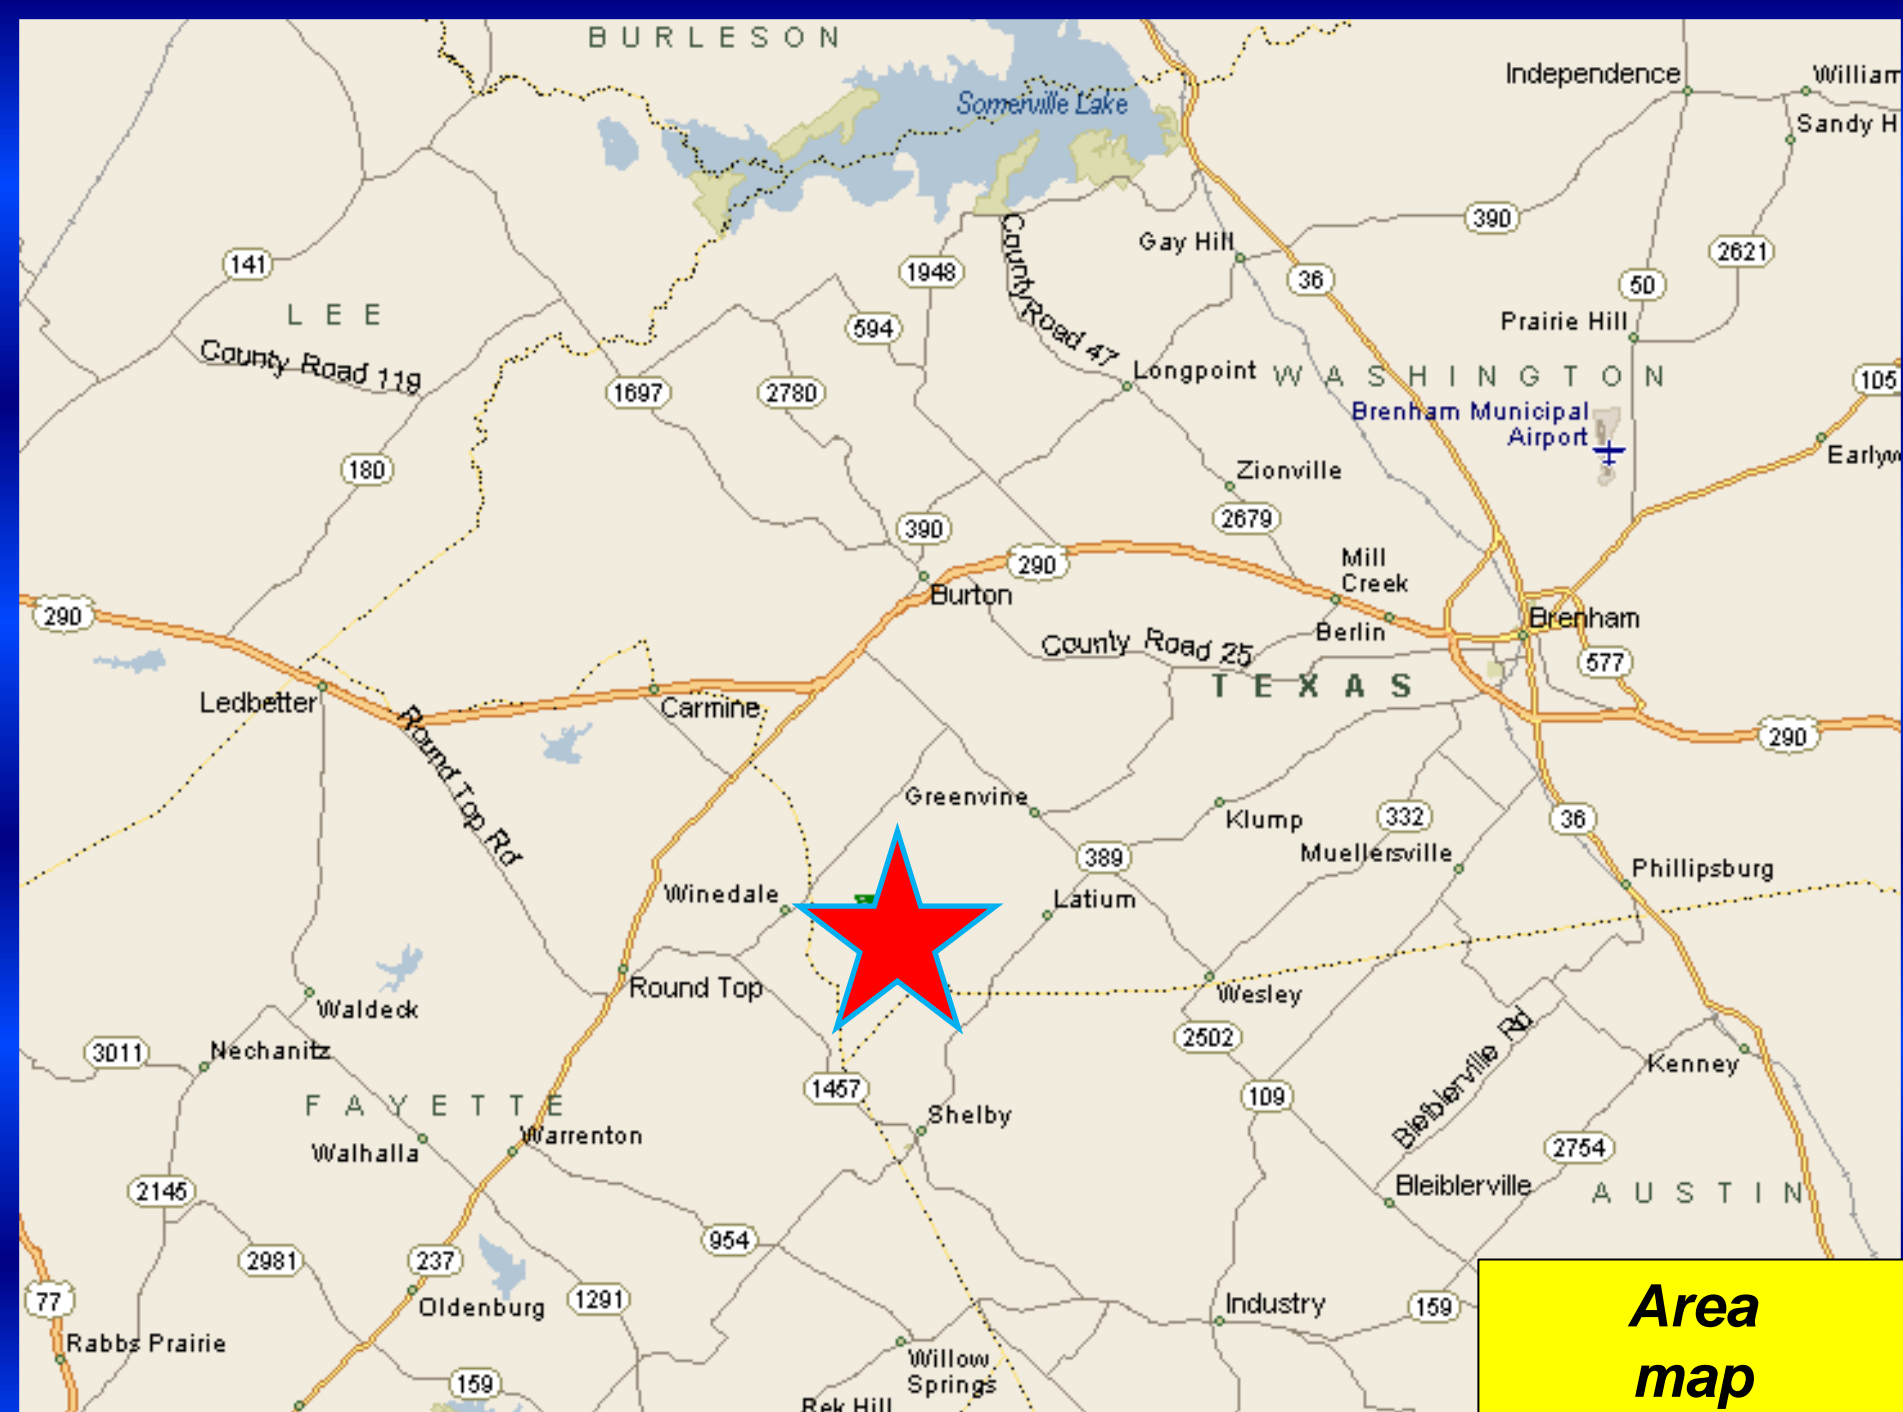 BURLESON
Somerville Lake
Independence
Sandy H
390
Gay Hill
2621
141
1948
County Road 47
36
50
LEE
594
Prairie Hill
County Road 119
Longpoint
WASHINGTON
105
1697
2780
Brenham Municipal
Airport
Earlyw
180
Zionville
2679
390
290
Mill
Creek
Burton
290
Berlin
Brenham
County Road 25
577
TEXAS
Ledbetter
Carmine
290
Round Top Rd
Greenvine
Klump
332
36
389
Muellersville
Phillipsburg
Winedale
Latium
Round Top
Wesley
Waldeck
2502
Bleiblerville Rd
3011
Nechanitz
Kenney
1457
109
FAYETTE
Shelby
Warrenton
Walhalla
2754
2145
Bleiblerville
AUSTIN
954
2981
237
77
Oldenburg
1291
Industry
159
Rabbs Prairie
Willow
Springs
159
Rek Hill
Area
map